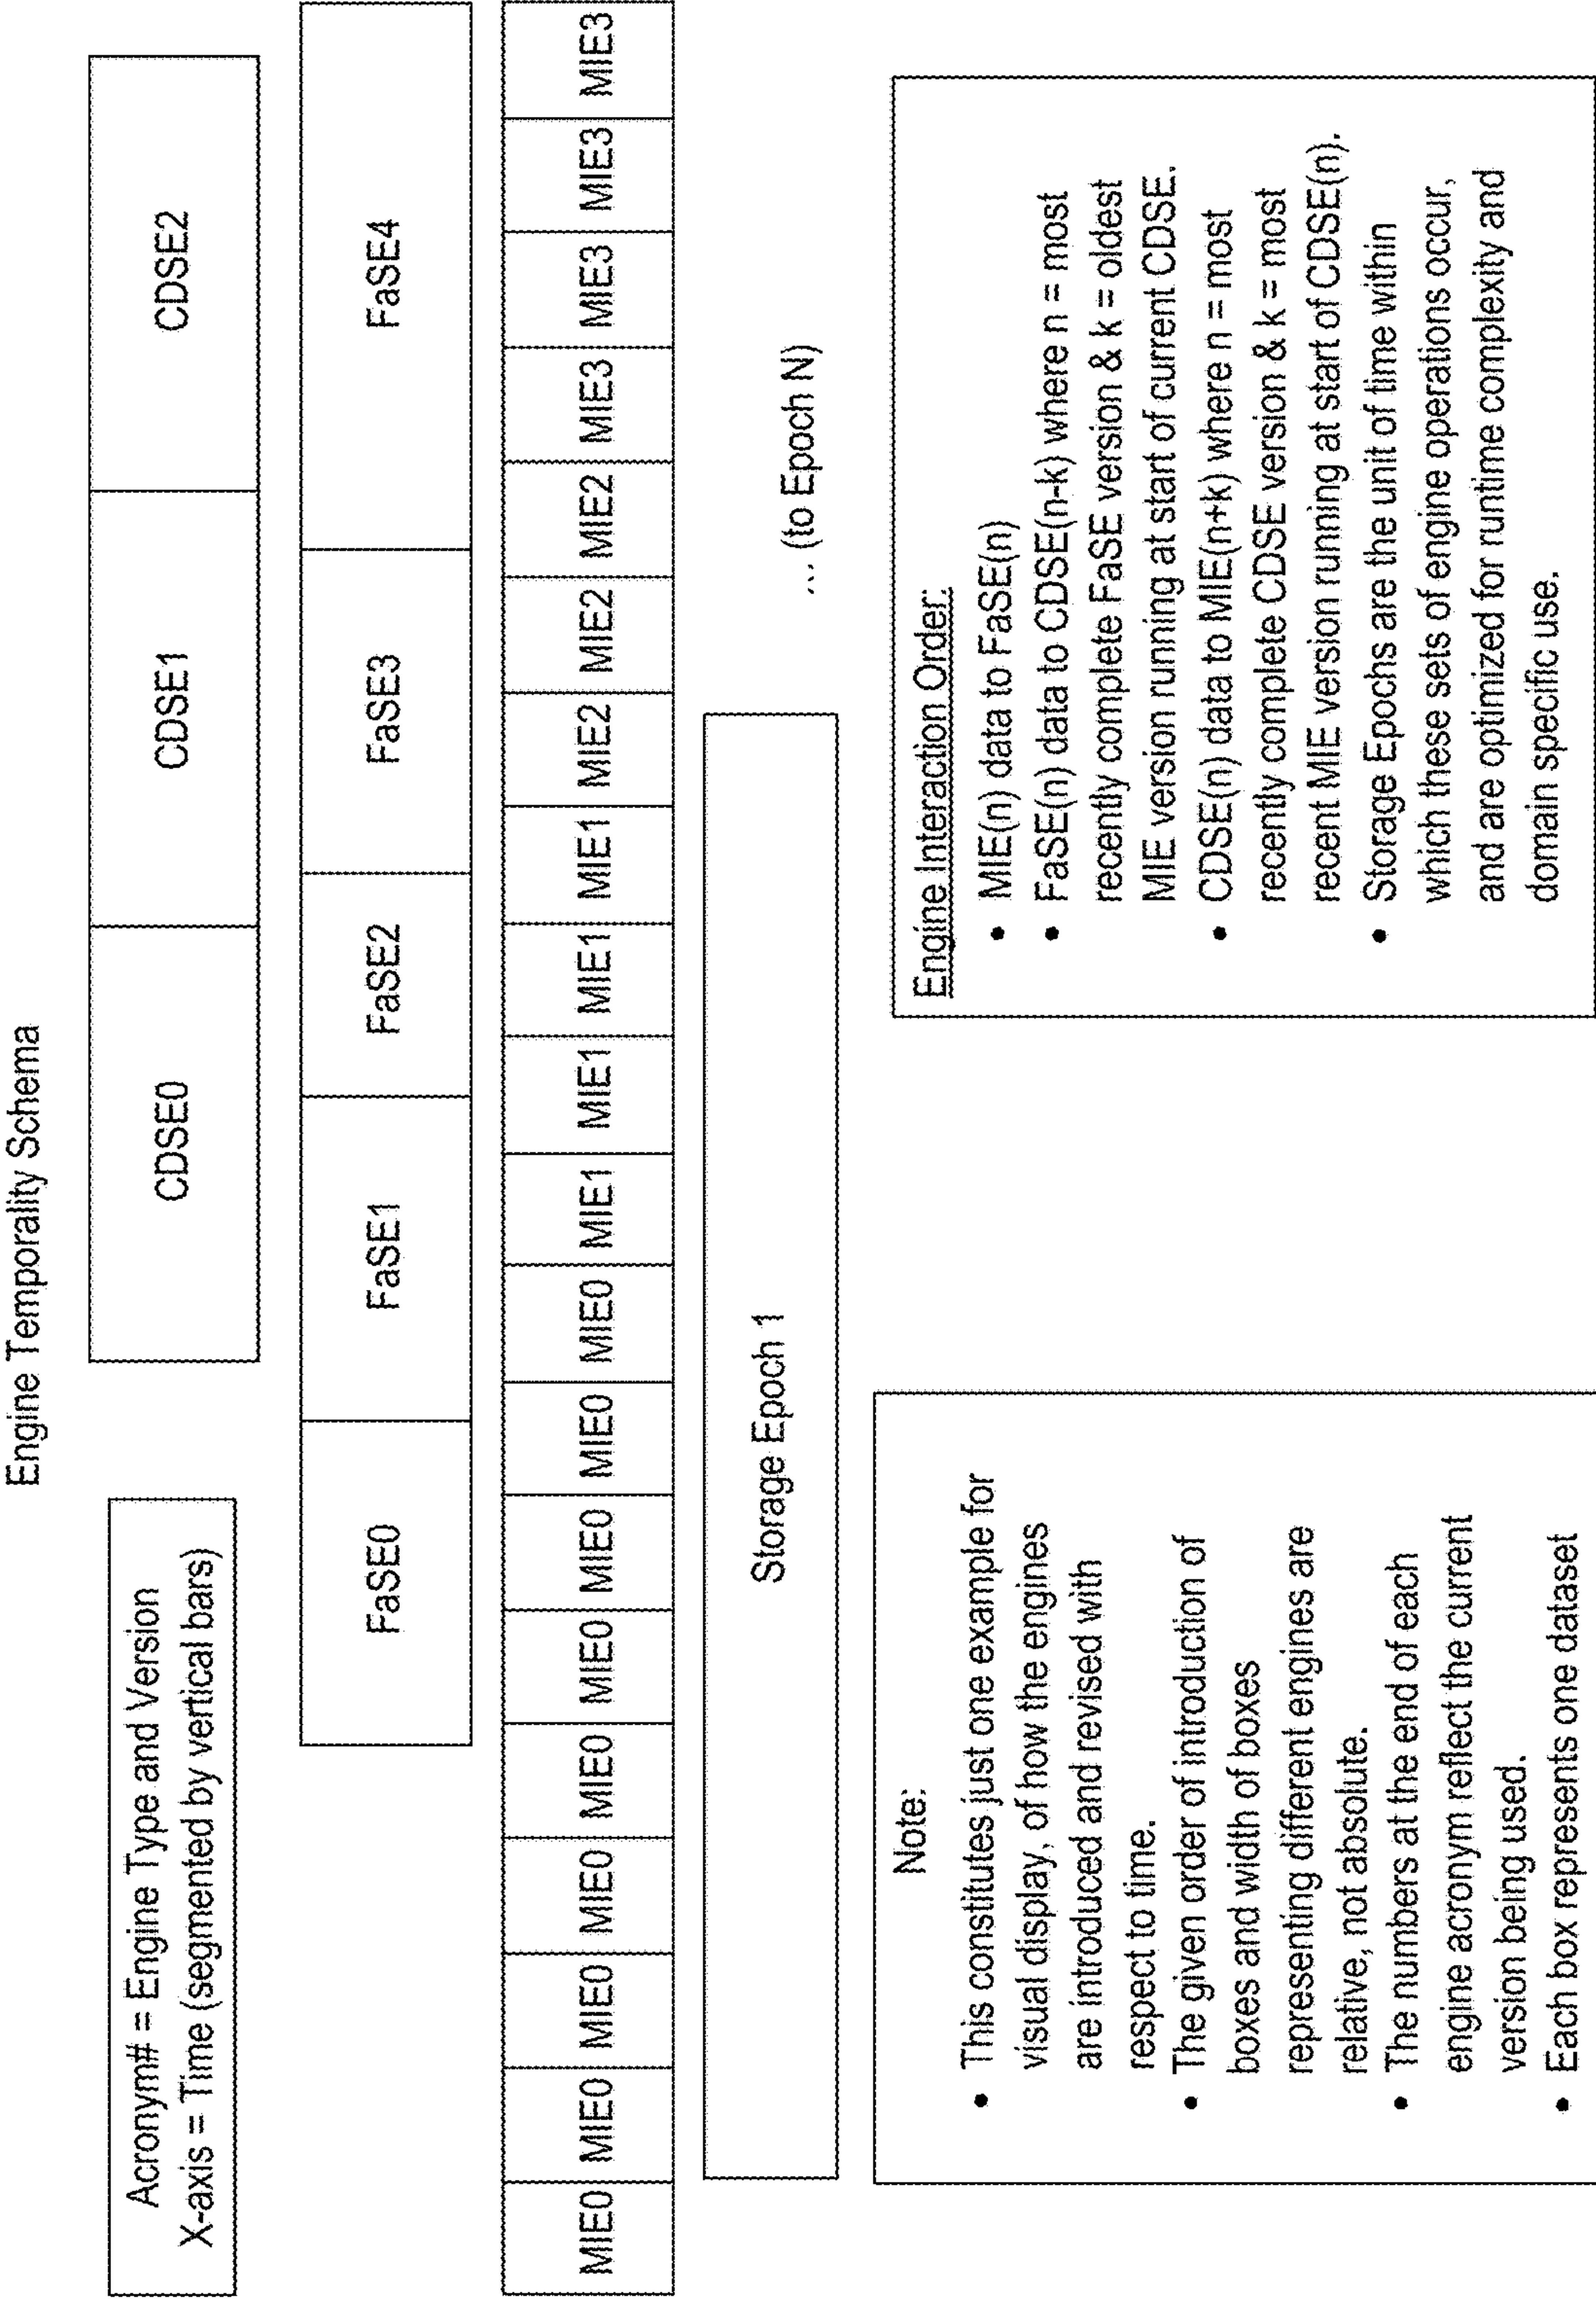 Engine Temporality Schema
Acronym# = Engine Type and Version
X-axis = Time (segmented by vertical bars)
CDSE0
CDSE1
CDSE2
FaSE0
FaSE1
FaSE2
FaSE3
FaSE4
MIE0
MIE0
MIE0
MIE0
MIE0
MIE0
MIE0
MIE0
MIE0
MIE1
MIE1
MIE1
MIE1
MIE2
MIE2
MIE2
MIE3
MIE3
MIE3
MIE3
Storage Epoch 1
... (to Epoch N)
Note:
• This constitutes just one example for
visual display, of how the engines
are introduced and revised with
respect to time.
• The given order of introduction of
boxes and width of boxes
representing different engines are
relative, not absolute.
• The numbers at the end of each
engine acronym reflect the current
version being used.
• Each box represents one dataset
Engine Interaction Order:
• MIE(n) data to FaSE(n)
• FaSE(n) data to CDSE(n-k) where n = most
recently complete FaSE version & k = oldest
MIE version running at start of current CDSE.
• CDSE(n) data to MIE(n+k) where n = most
recently complete CDSE version & k = most
recent MIE version running at start of CDSE(n).
• Storage Epochs are the unit of time within
which these sets of engine operations occur,
and are optimized for runtime complexity and
domain specific use.